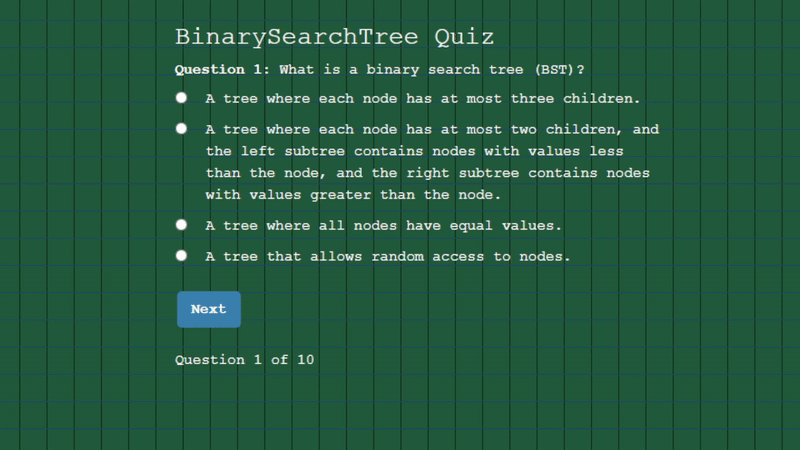 BinarySearchTree Quiz
Question 1: What is a binary search tree (BST)?
A tree where each node has at most three children.
A tree where each node has at most two children, and
the left subtree contains nodes with values less
than the node, and the right subtree contains nodes
with values greater than the node.
A tree where all nodes have equal values.
A tree that allows random access to nodes.
Next
Question 1 of 10